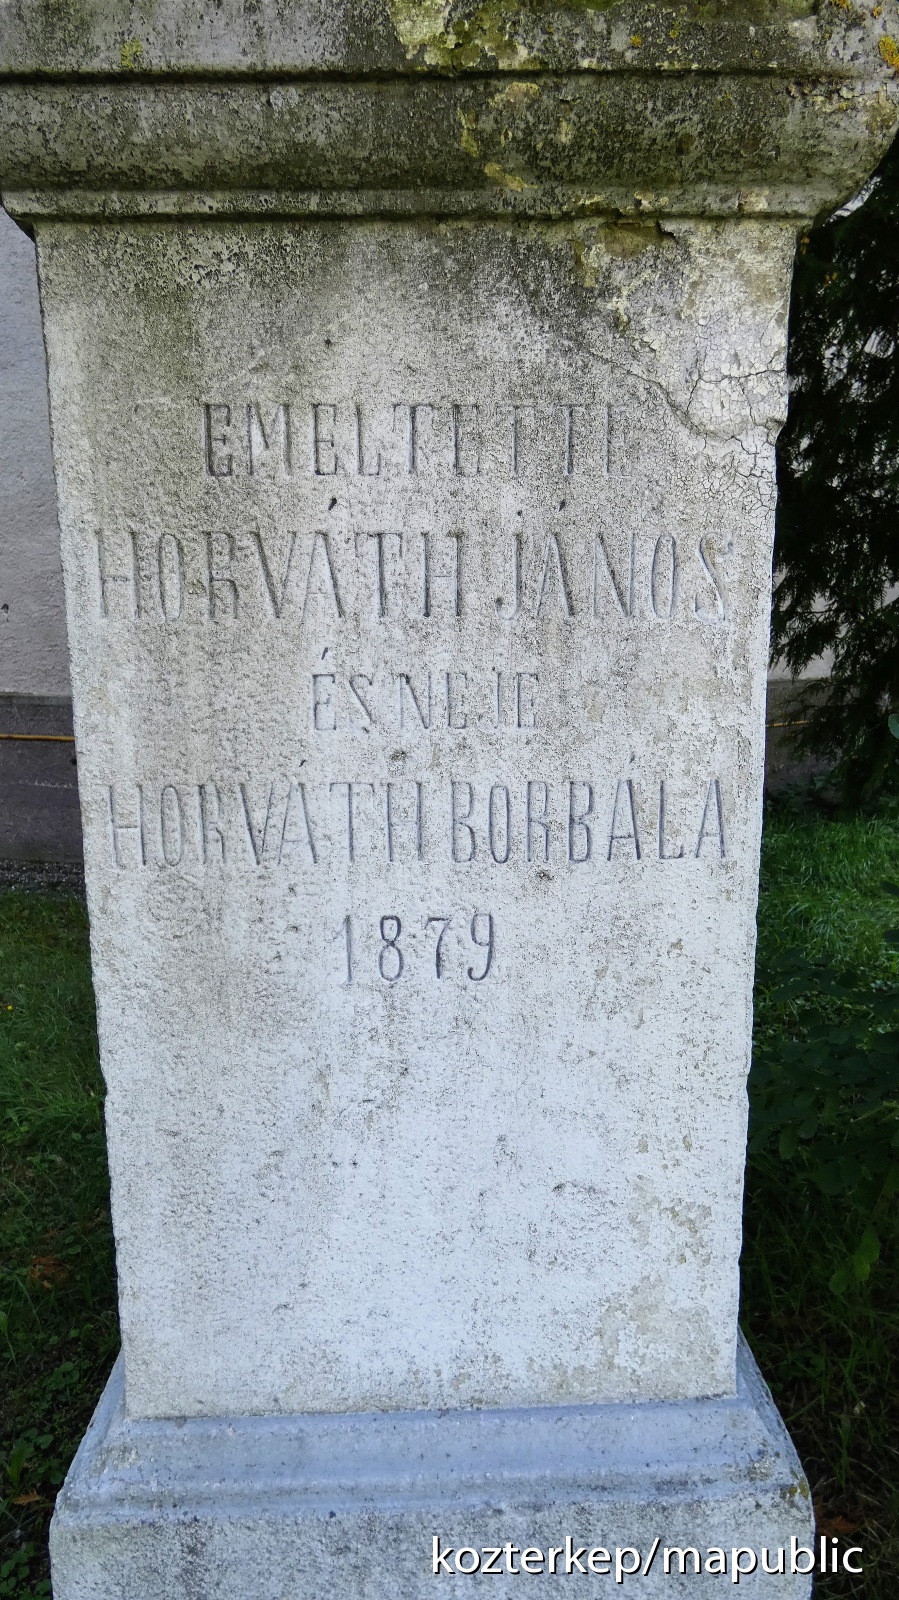 EMELTETTE
HORVÁTH JÁNOS
ÉS NEJE
HORVÁTH BORBÁLA
1879
kozterkep/mapublic